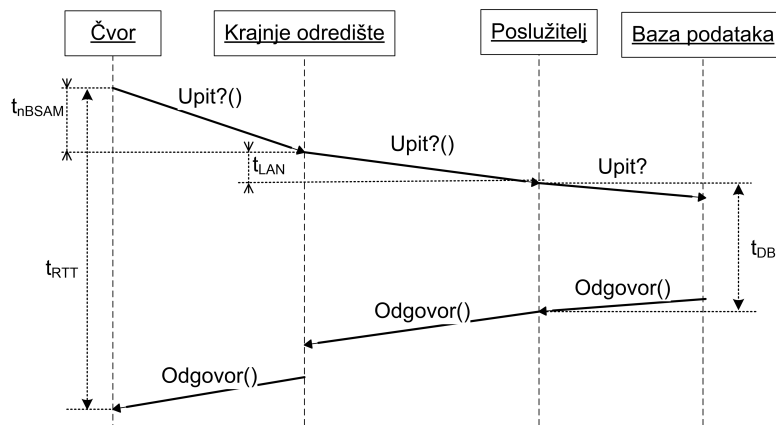 Čvor
Krajnje odredište
Poslužitelj
Baza podataka
tnBSAM
Upit?()
Upit?()
tLAN
Upit?
tDB
tRTT
Odgovor()
Odgovor()
Odgovor()